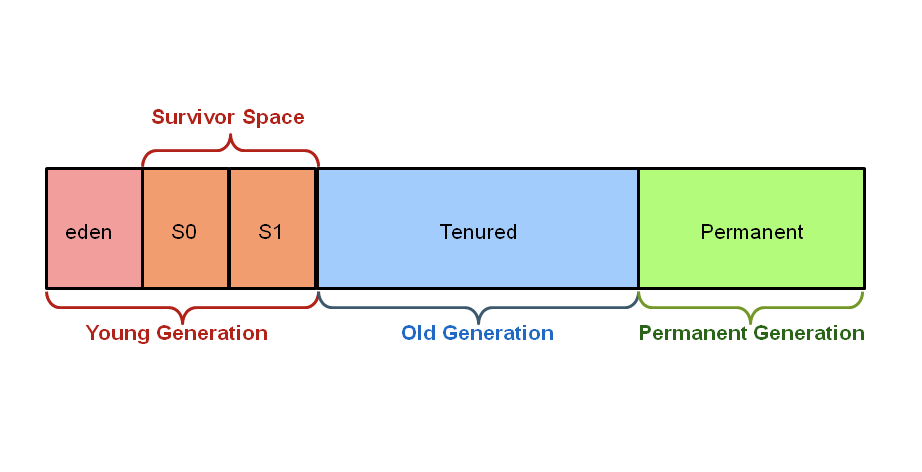 Survivor Space
eden
S0
S1
Tenured
Permanent
Young Generation
Old Generation
Permanent Generation